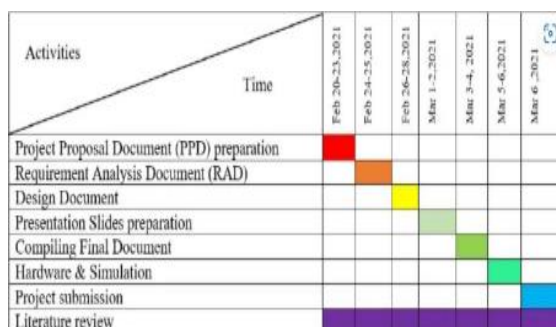 Activities
Time
Feb 20-23,2021
Feb 24-25,2021
Feb 26-28,2021
Mar 1-2,2021
Mar 3-4, 2021
Mar 5-6,2021
Mar 6 ,2021
Project Proposal Document (PPD) preparation
Requirement Analysis Document (RAD)
Design Document
Presentation Slides preparation
Compiling Final Document
Hardware & Simulation
Project submission
Literature review